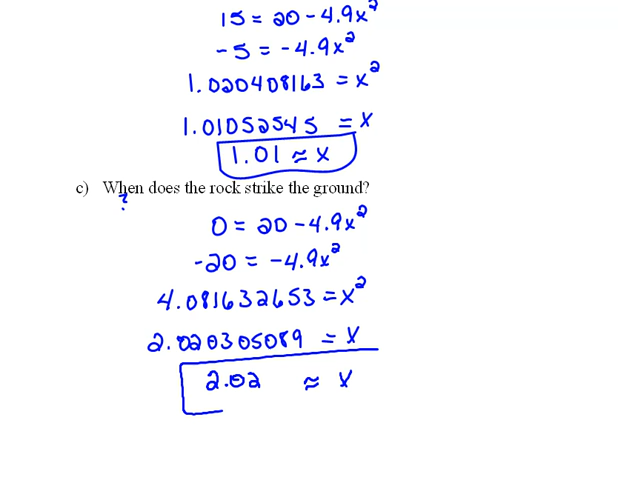 15 = 20 - 4.9x²
-5 = -4.9x²
1.020408163 = x²
1.01052545 = x
1.01 ≈ x
c) When does the rock strike the ground?
?
0 = 20 - 4.9x²
-20 = -4.9x²
4.081632653 = x²
2.020305089 = x
2.02 ≈ x